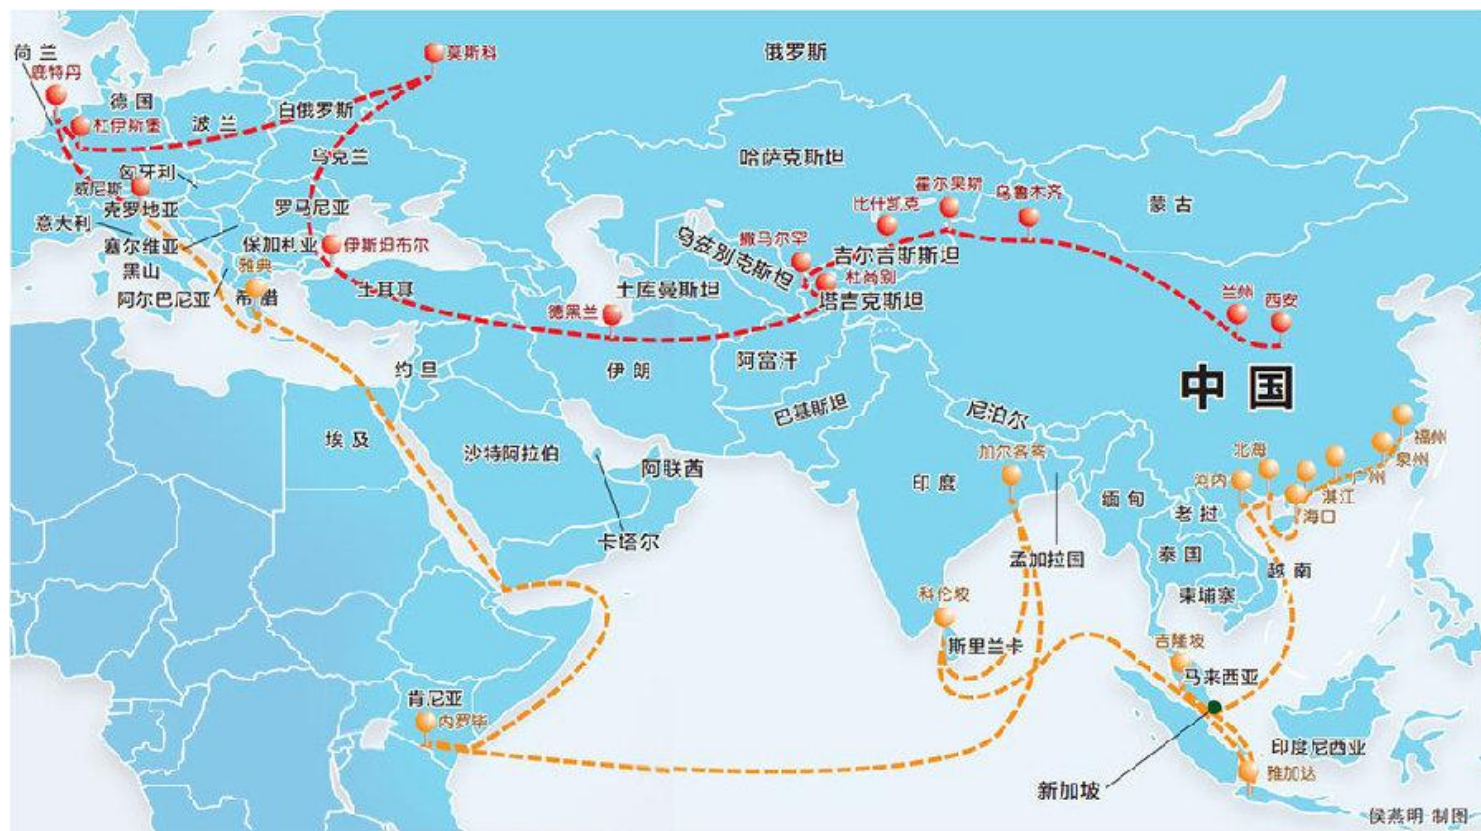 荷兰
俄罗斯
莫斯科
鹿特丹
德国
白俄罗斯
杜伊斯堡
波兰
乌克兰
哈萨克斯坦
匈牙利
威尼斯
霍尔果斯
乌鲁木齐
比什凯克
蒙古
克罗地亚
罗马尼亚
意大利
塞尔维亚
保加利业
伊斯坦布尔
撒马尔罕
乌兹别克斯坦
吉尔吉斯斯坦
雅典
黑山
杜尚别
阿尔巴尼亚
希腊
土耳其
土库曼斯坦
塔吉克斯坦
兰州
西安
德黑兰
约旦
伊朗
阿富汗
中国
巴基斯坦
尼泊尔
埃及
沙特阿拉伯
阿联酋
加尔各答
北海
福州
泉州
印度
河内
广州
缅甸
湛江
老挝
海口
卡塔尔
孟加拉国
泰国
越南
科伦坡
柬埔寨
斯里兰卡
吉隆坡
马来西亚
肯尼亚
内罗毕
印度尼西亚
雅加达
新加坡
侯燕明 制图